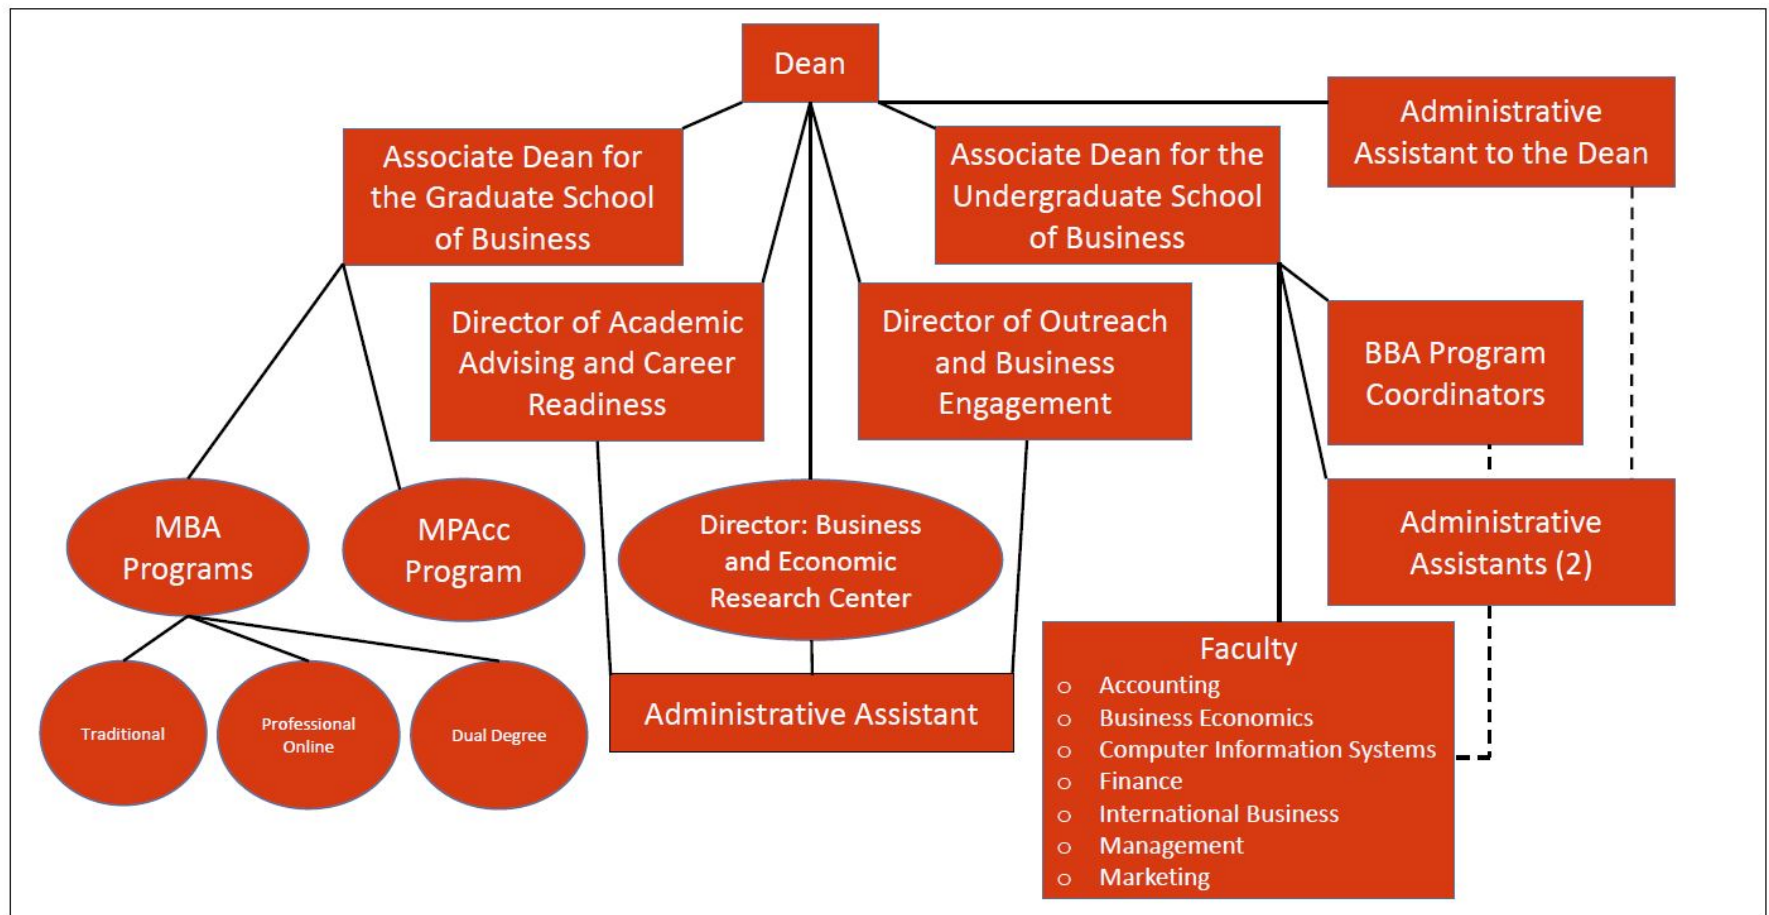 Dean
Administrative
Assistant to the Dean
Associate Dean for
the Graduate School
of Business
Associate Dean for the
Undergraduate School
of Business
Director of Academic
Advising and Career
Readiness
Director of Outreach
and Business
Engagement
BBA Program
Coordinators
MBA
Programs
MPAcc
Program
Director: Business
and Economic
Research Center
Administrative
Assistants (2)
Traditional
Professional
Online
Dual Degree
Administrative Assistant
Faculty
o Accounting
o Business Economics
o Computer Information Systems
o Finance
o International Business
o Management
o Marketing